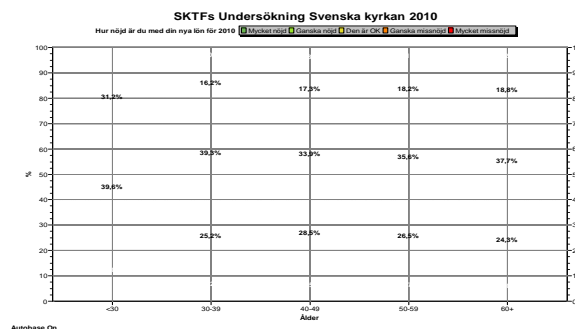 SKTFs Undersökning Svenska kyrkan 2010
Hur nöjd är du med din nya lön för 2010 Mycket nöjd Ganska nöjd Den är OK Ganska missnöjd Mycket missnöjd
100
90
80
70
60
50
40
30
20
10
0
%
31,2% 16,2% 17,3% 18,2% 18,8%
39,6% 39,3% 33,9% 35,6% 37,7%
25,2% 28,5% 26,5% 24,3%
<30 30-39 40-49 50-59 60+
Ålder
Autobase On